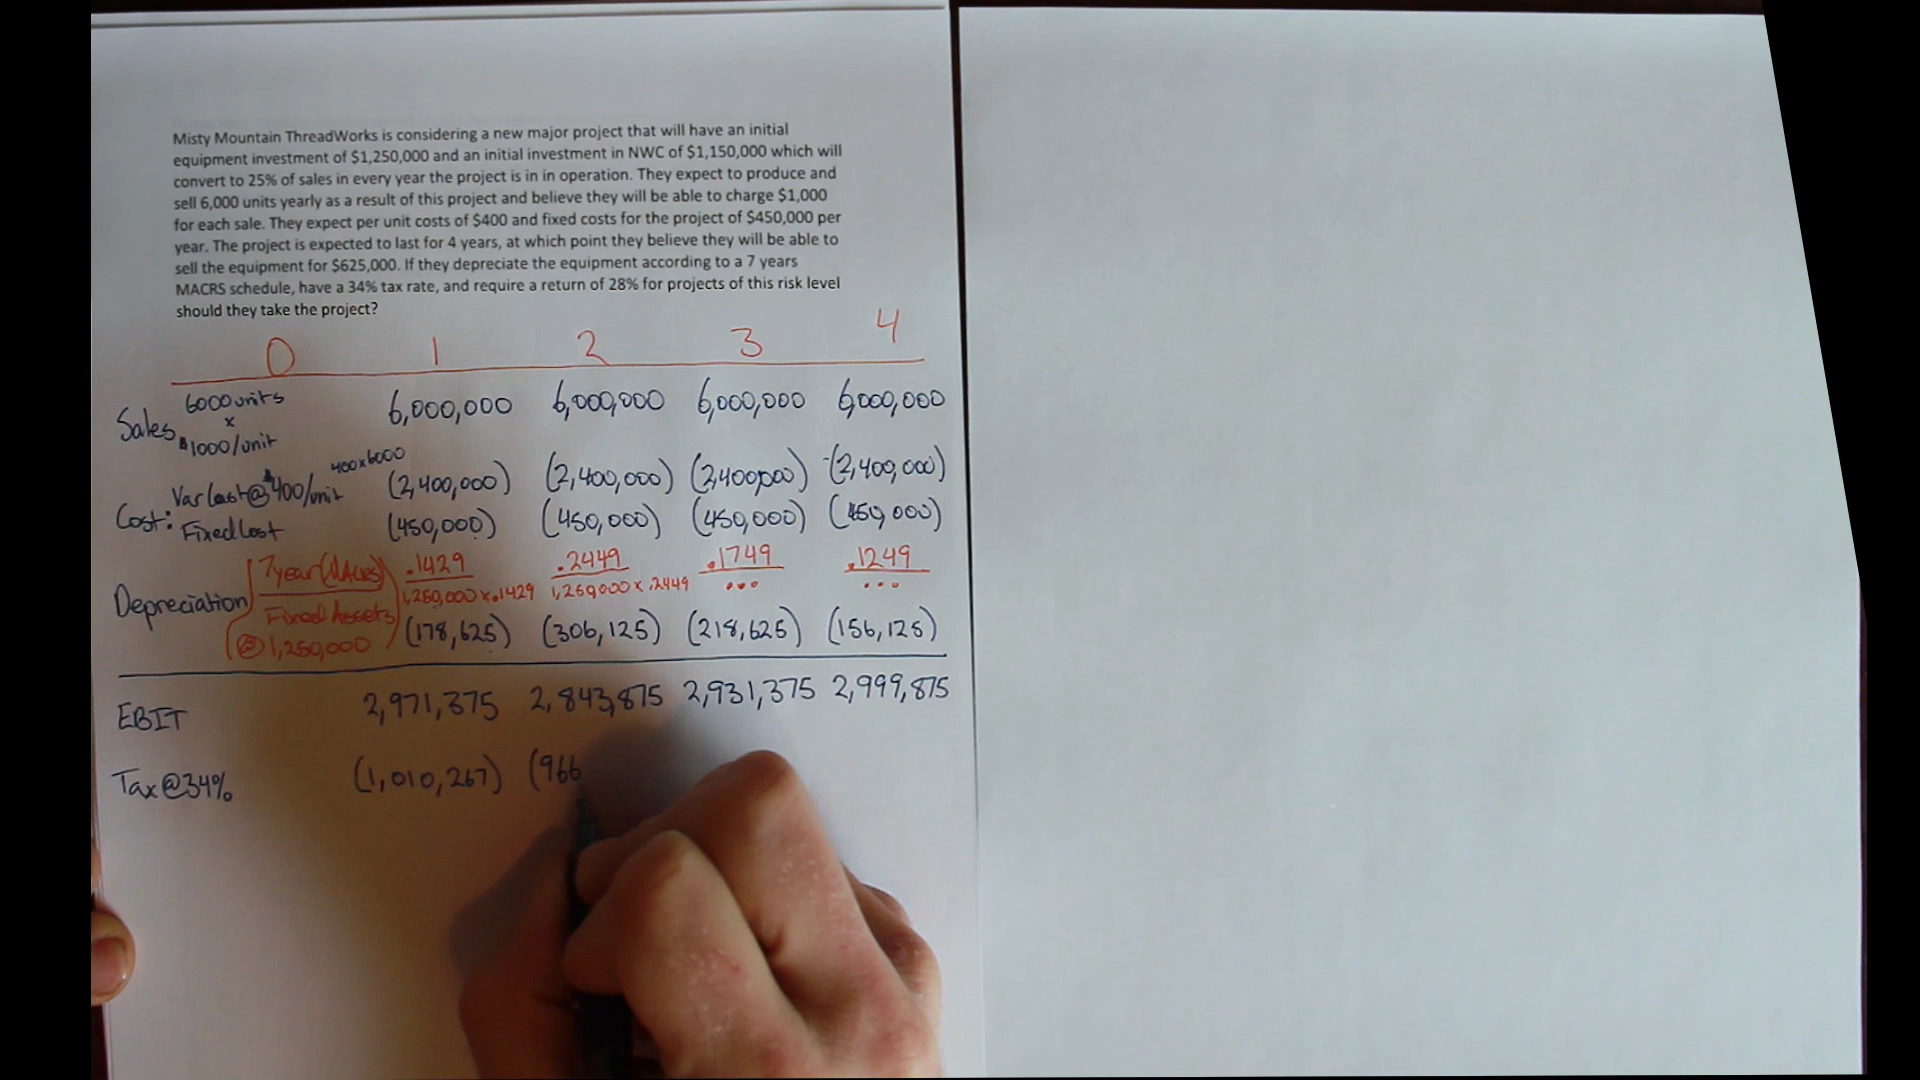 Misty Mountain ThreadWorks is considering a new major project that will have an initial
equipment investment of $1,250,000 and an initial investment in NWC of $1,150,000 which will
convert to 25% of sales in every year the project is in in operation. They expect to produce and
sell 6,000 units yearly as a result of this project and believe they will be able to charge $1,000
for each sale. They expect per unit costs of $400 and fixed costs for the project of $450,000 per
year. The project is expected to last for 4 years, at which point they believe they will be able to
sell the equipment for $625,000. If they depreciate the equipment according to a 7 years
MACRS schedule, have a 34% tax rate, and require a return of 28% for projects of this risk level
should they take the project?
0 1 2 3 4
Sales 6000 units x $1000/unit 6,000,000 6,000,000 6,000,000 6,000,000
Cost: Var Cost @ $400/unit 400x6000 (2,400,000) (2,400,000) (2,400,000) (2,400,000)
Fixed Cost (450,000) (450,000) (450,000) (450,000)
7 year (MACRS) .1429 .2449 .1749 .1249
Fixed Assets 1,250,000 x .1429 1,250,000 x .2449 ... ...
Depreciation @ 1,250,000 (178,625) (306,125) (218,625) (156,125)
EBIT 2,971,375 2,843,875 2,931,375 2,999,875
Tax @ 34% (1,010,267) (966